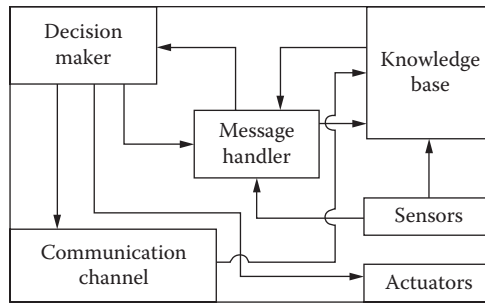 Decision
maker
Knowledge
base
Message
handler
Sensors
Communication
channel
Actuators